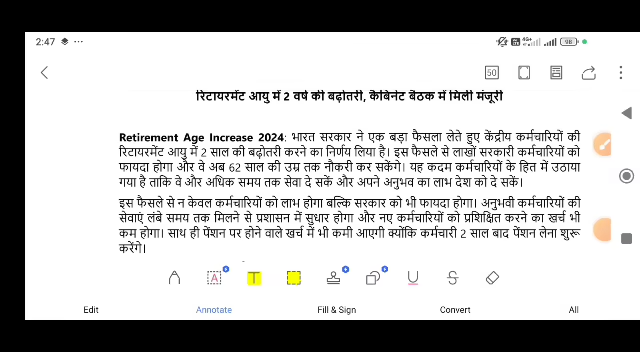 2:47
98
50
रिटायरमेंट आयु में 2 वर्ष की बढ़ोतरी, कैबिनेट बैठक में मिली मंजूरी
Retirement Age Increase 2024: भारत सरकार ने एक बड़ा फैसला लेते हुए केंद्रीय कर्मचारियों की
रिटायरमेंट आयु में 2 साल की बढ़ोतरी करने का निर्णय लिया है। इस फैसले से लाखों सरकारी कर्मचारियों को
फायदा होगा और वे अब 62 साल की उम्र तक नौकरी कर सकेंगे। यह कदम कर्मचारियों के हित में उठाया
गया है ताकि वे और अधिक समय तक सेवा दे सकें और अपने अनुभव का लाभ देश को दे सकें।
इस फैसले से न केवल कर्मचारियों को लाभ होगा बल्कि सरकार को भी फायदा होगा। अनुभवी कर्मचारियों की
सेवाएं लंबे समय तक मिलने से प्रशासन में सुधार होगा और नए कर्मचारियों को प्रशिक्षित करने का खर्च भी
कम होगा। साथ ही पेंशन पर होने वाले खर्च में भी कमी आएगी क्योंकि कर्मचारी 2 साल बाद पेंशन लेना शुरू
करेंगे।
A T U S
Edit Annotate Fill & Sign Convert All